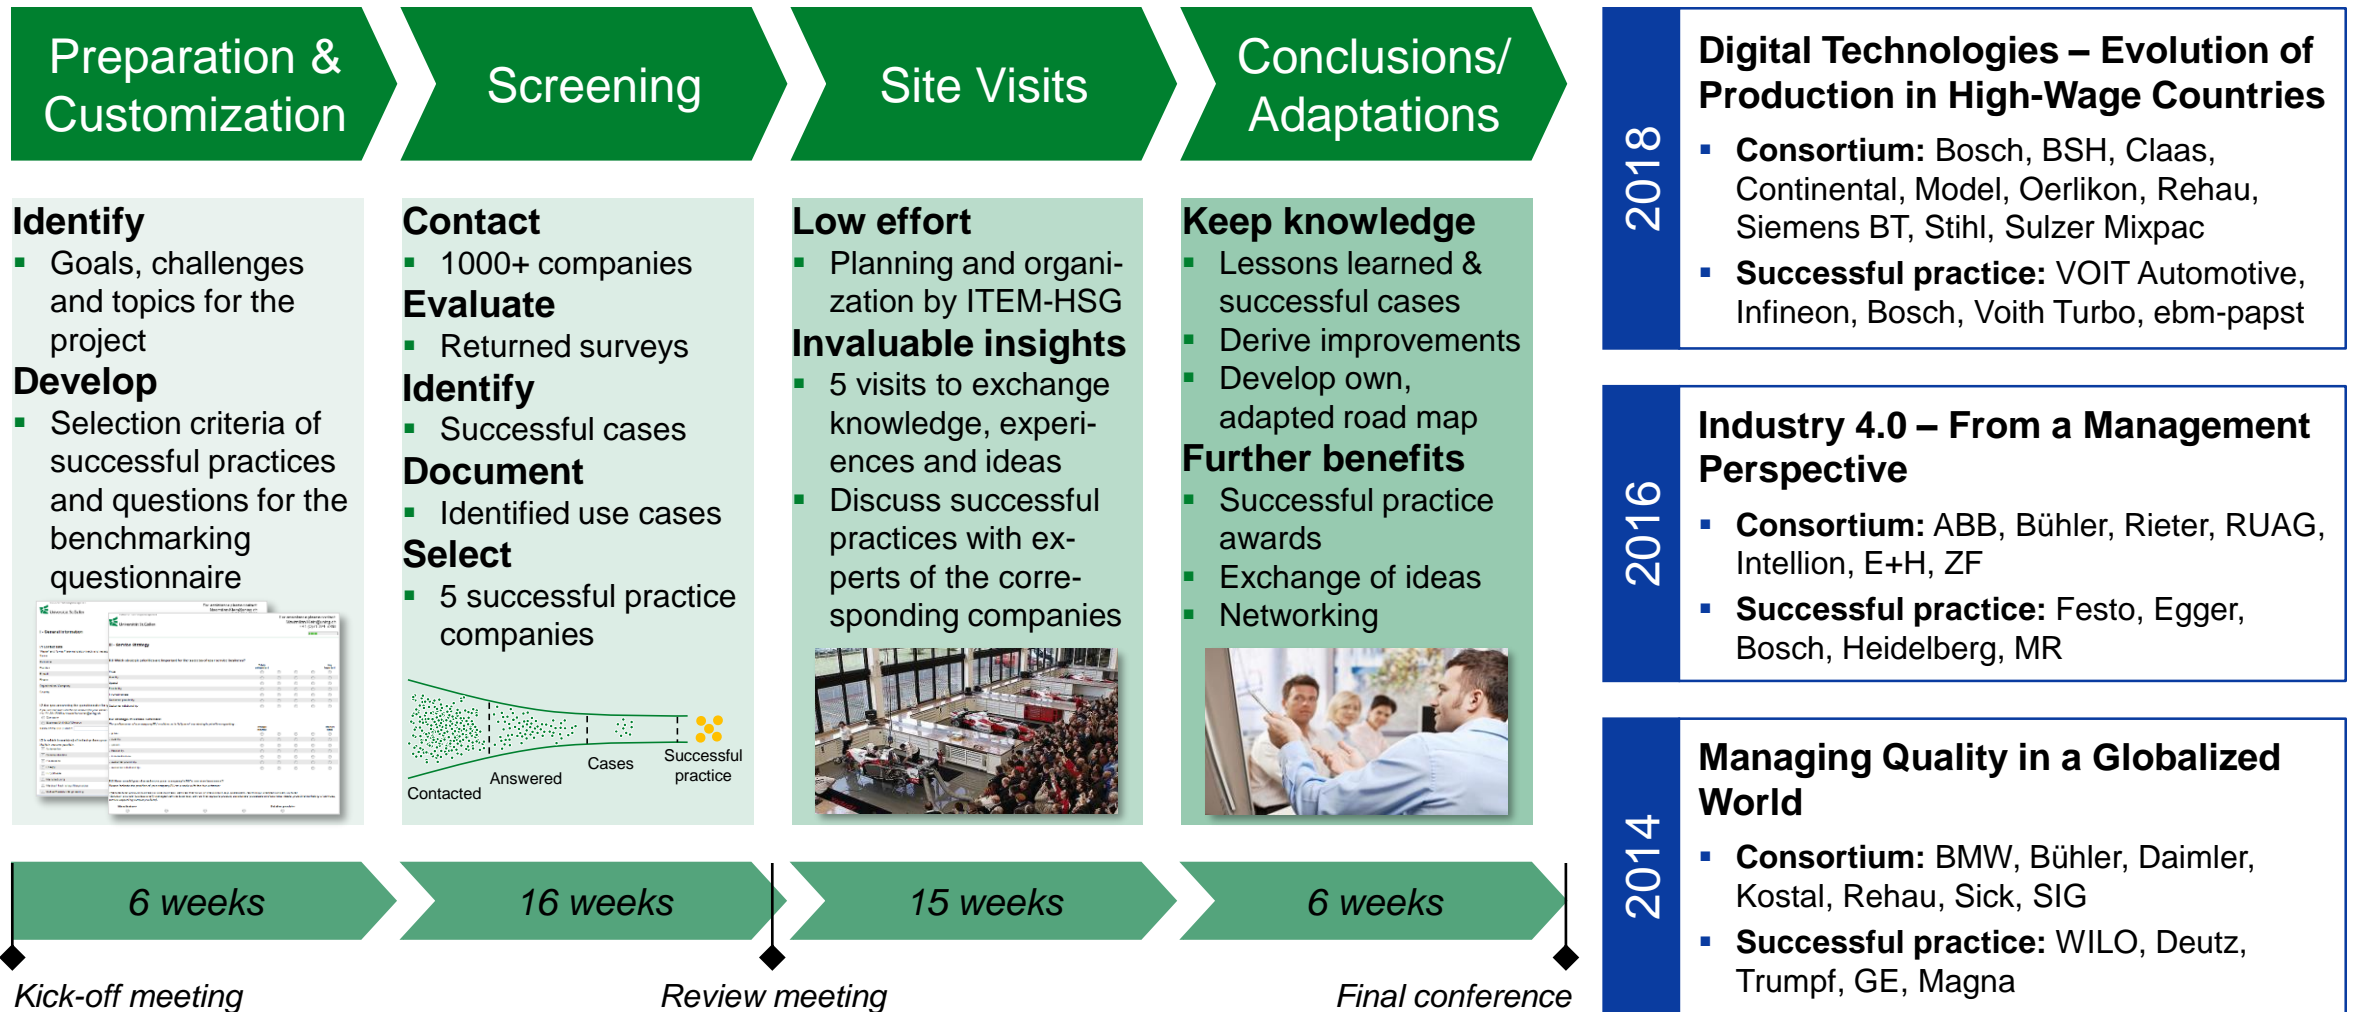 Preparation &
Customization
Screening
Site Visits
Conclusions/
Adaptations
Identify
▪ Goals, challenges
and topics for the
project
Develop
▪ Selection criteria of
successful practices
and questions for the
benchmarking
questionnaire
Contact
▪ 1000+ companies
Evaluate
▪ Returned surveys
Identify
▪ Successful cases
Document
▪ Identified use cases
Select
▪ 5 successful practice
companies
Contacted
Answered
Cases
Successful
practice
Low effort
▪ Planning and organi-
zation by ITEM-HSG
Invaluable insights
▪ 5 visits to exchange
knowledge, experi-
ences and ideas
▪ Discuss successful
practices with ex-
perts of the corre-
sponding companies
Keep knowledge
▪ Lessons learned &
successful cases
▪ Derive improvements
▪ Develop own,
adapted road map
Further benefits
▪ Successful practice
awards
▪ Exchange of ideas
▪ Networking
6 weeks
16 weeks
15 weeks
6 weeks
Kick-off meeting
Review meeting
Final conference
2018
Digital Technologies – Evolution of
Production in High-Wage Countries
▪ Consortium: Bosch, BSH, Claas,
Continental, Model, Oerlikon, Rehau,
Siemens BT, Stihl, Sulzer Mixpac
▪ Successful practice: VOIT Automotive,
Infineon, Bosch, Voith Turbo, ebm-papst
2016
Industry 4.0 – From a Management
Perspective
▪ Consortium: ABB, Bühler, Rieter, RUAG,
Intellion, E+H, ZF
▪ Successful practice: Festo, Egger,
Bosch, Heidelberg, MR
2014
Managing Quality in a Globalized
World
▪ Consortium: BMW, Bühler, Daimler,
Kostal, Rehau, Sick, SIG
▪ Successful practice: WILO, Deutz,
Trumpf, GE, Magna